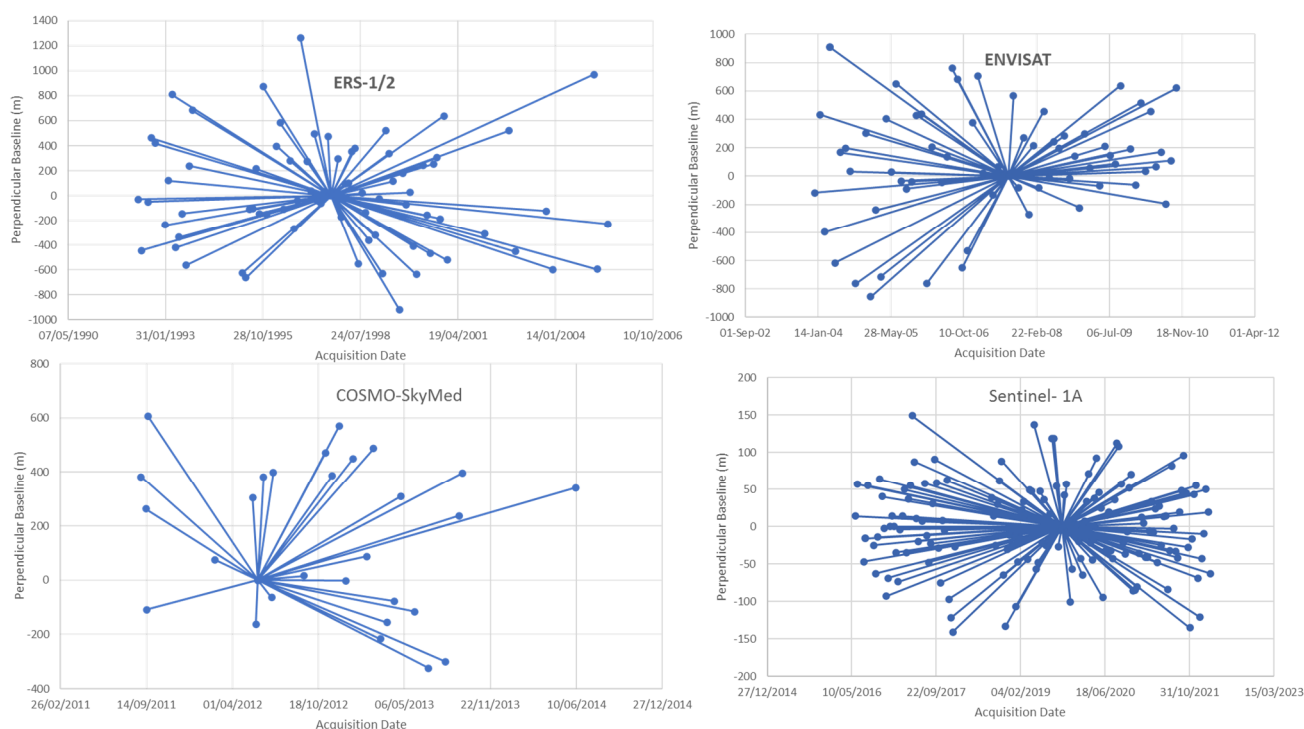 ERS-1/2
Perpendicular Baseline (m)
1400
1200
1000
800
600
400
200
0
-200
-400
-600
-800
-1000
07/05/1990 31/01/1993 28/10/1995 24/07/1998 19/04/2001 14/01/2004 10/10/2006
Acquisition Date
ENVISAT
Perpendicular Baseline (m)
1000
800
600
400
200
0
-200
-400
-600
-800
-1000
01-Sep-02 14-Jan-04 28-May-05 10-Oct-06 22-Feb-08 06-Jul-09 18-Nov-10 01-Apr-12
Acquisition Date
COSMO-SkyMed
Perpendicular Baseline (m)
800
600
400
200
0
-200
-400
26/02/2011 14/09/2011 01/04/2012 18/10/2012 06/05/2013 22/11/2013 10/06/2014 27/12/2014
Acquisition Date
Sentinel- 1A
Perpendicular Baseline (m)
200
150
100
50
0
-50
-100
-150
-200
27/12/2014 10/05/2016 22/09/2017 04/02/2019 18/06/2020 31/10/2021 15/03/2023
Acquisition Date